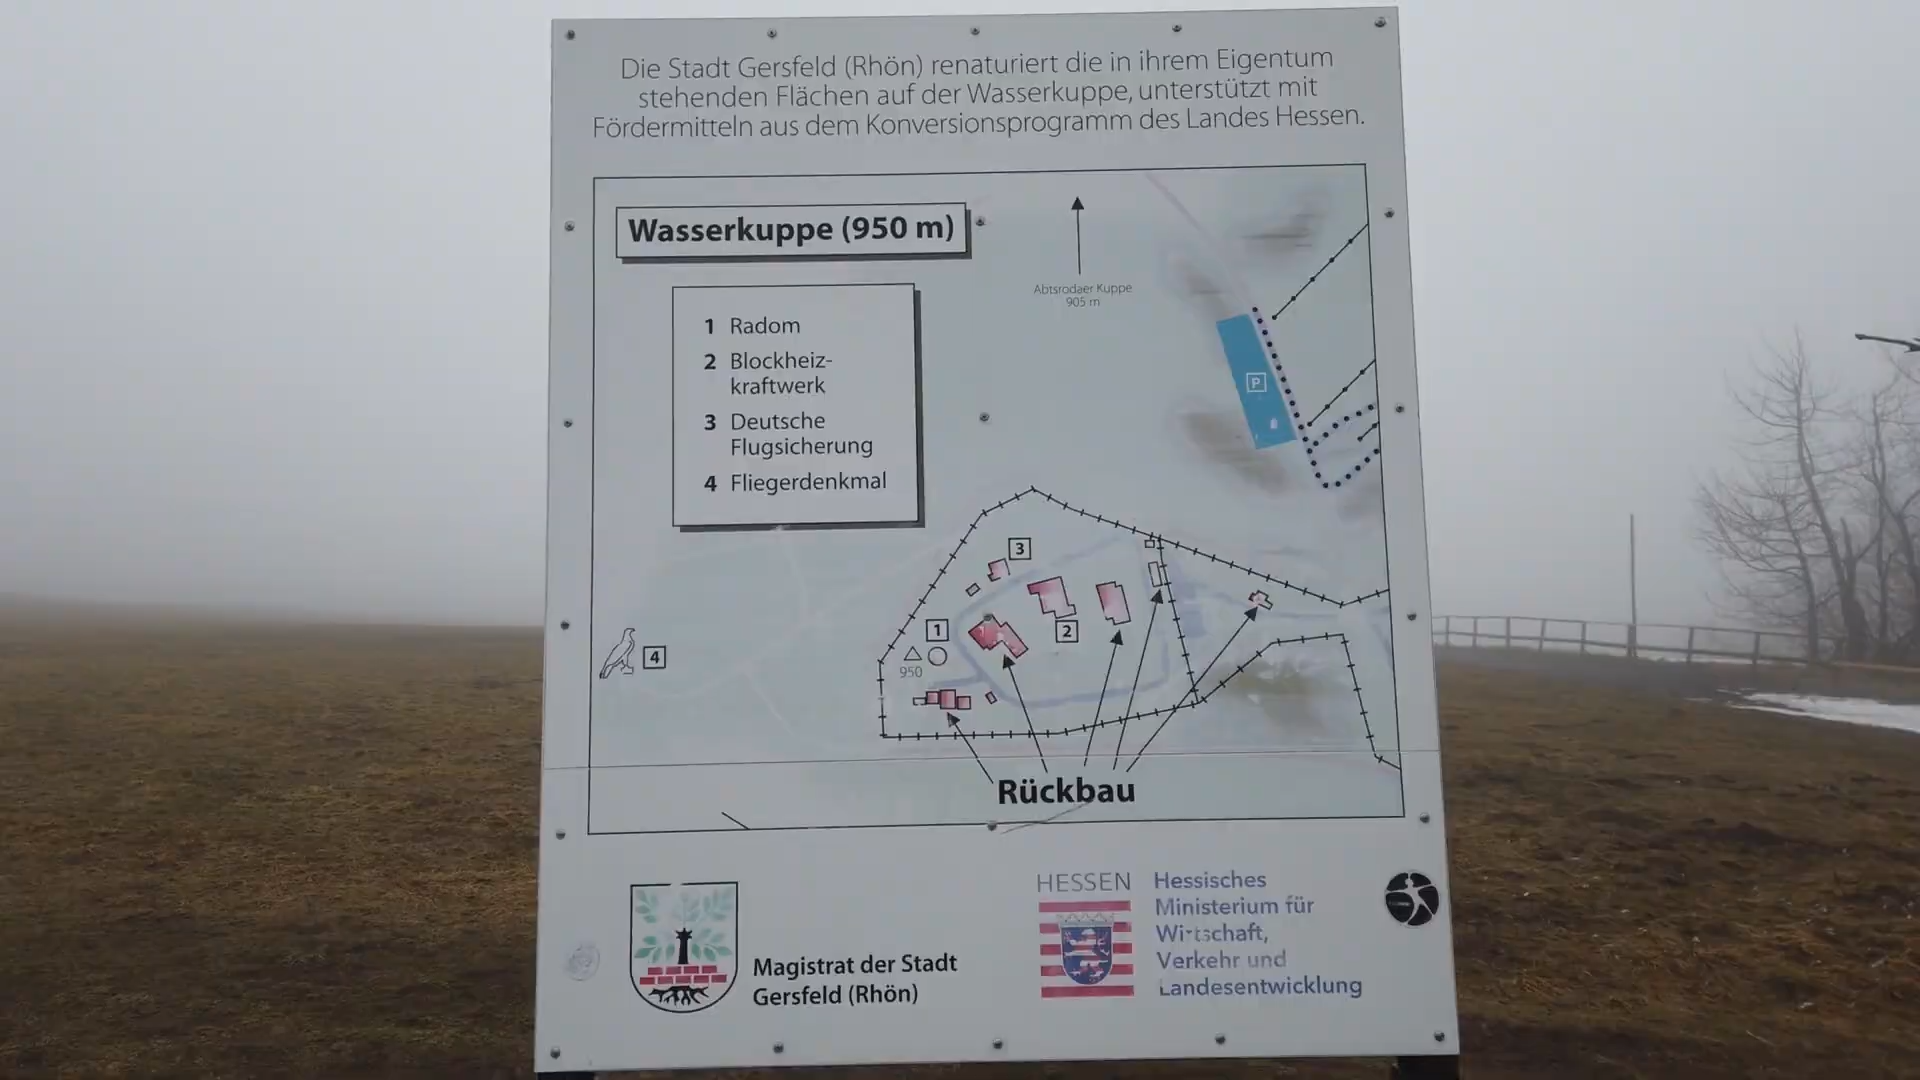 Die Stadt Gersfeld (Rhön) renaturiert die in ihrem Eigentum
stehenden Flächen auf der Wasserkuppe, unterstützt mit
Fördermitteln aus dem Konversionsprogramm des Landes Hessen.
Wasserkuppe (950 m)
Abtsrodaer Kuppe
905 m
1 Radom
2 Blockheiz-
kraftwerk
3 Deutsche
Flugsicherung
4 Fliegerdenkmal
P
3
1
2
4
950
Rückbau
Magistrat der Stadt
Gersfeld (Rhön)
HESSEN
Hessisches
Ministerium für
Wirtschaft,
Verkehr und
Landesentwicklung